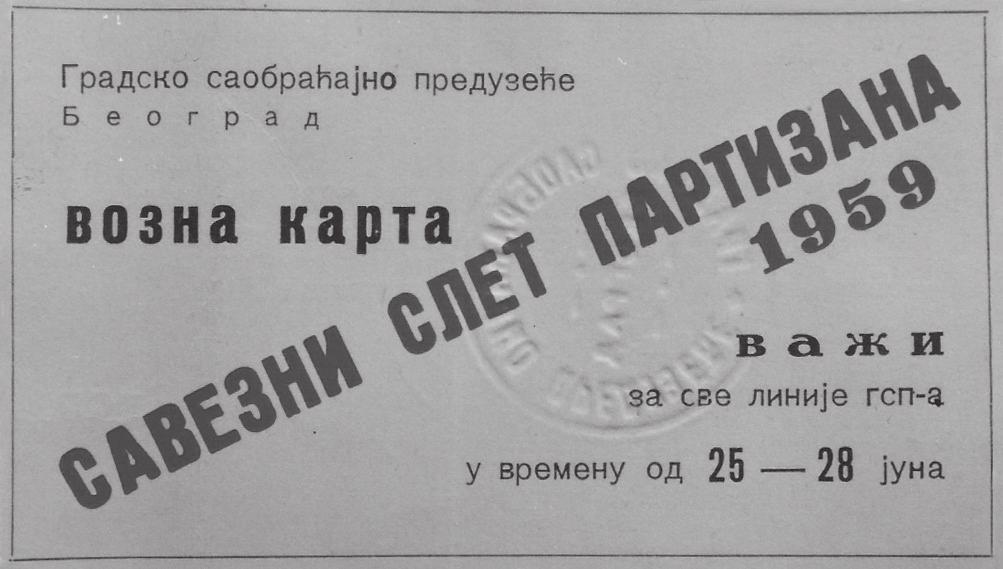 Градско саобраћајно предузеће
Београд
возна карта
САВЕЗНИ СЛЕТ ПАРТИЗАНА
1959
важи
за све линије гсп-а
у времену од 25 — 28 јуна